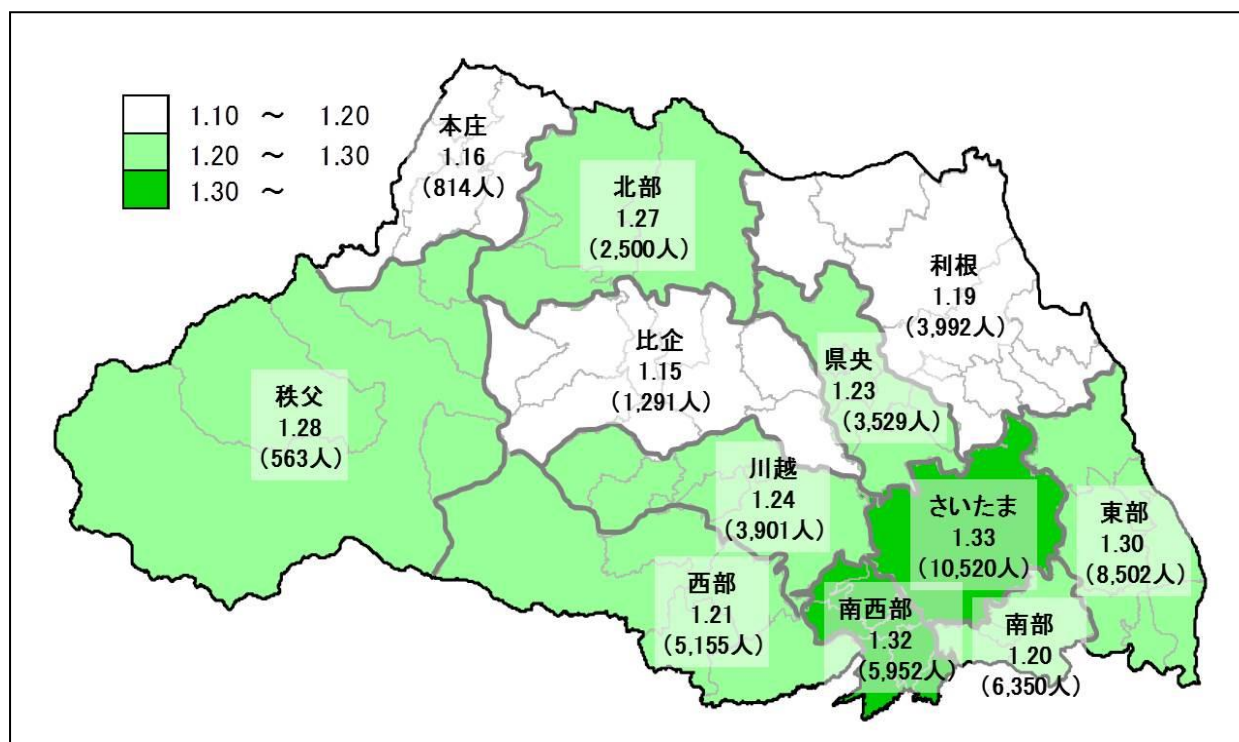 1.10 ～ 1.20
1.20 ～ 1.30
1.30 ～
本庄
1.16
（814人）
北部
1.27
（2,500人）
利根
1.19
（3,992人）
比企
1.15
（1,291人）
県央
1.23
（3,529人）
秩父
1.28
（563人）
川越
1.24
（3,901人）
さいたま
1.33
（10,520人）
東部
1.30
（8,502人）
西部
1.21
（5,155人）
南西部
1.32
（5,952人）
南部
1.20
（6,350人）